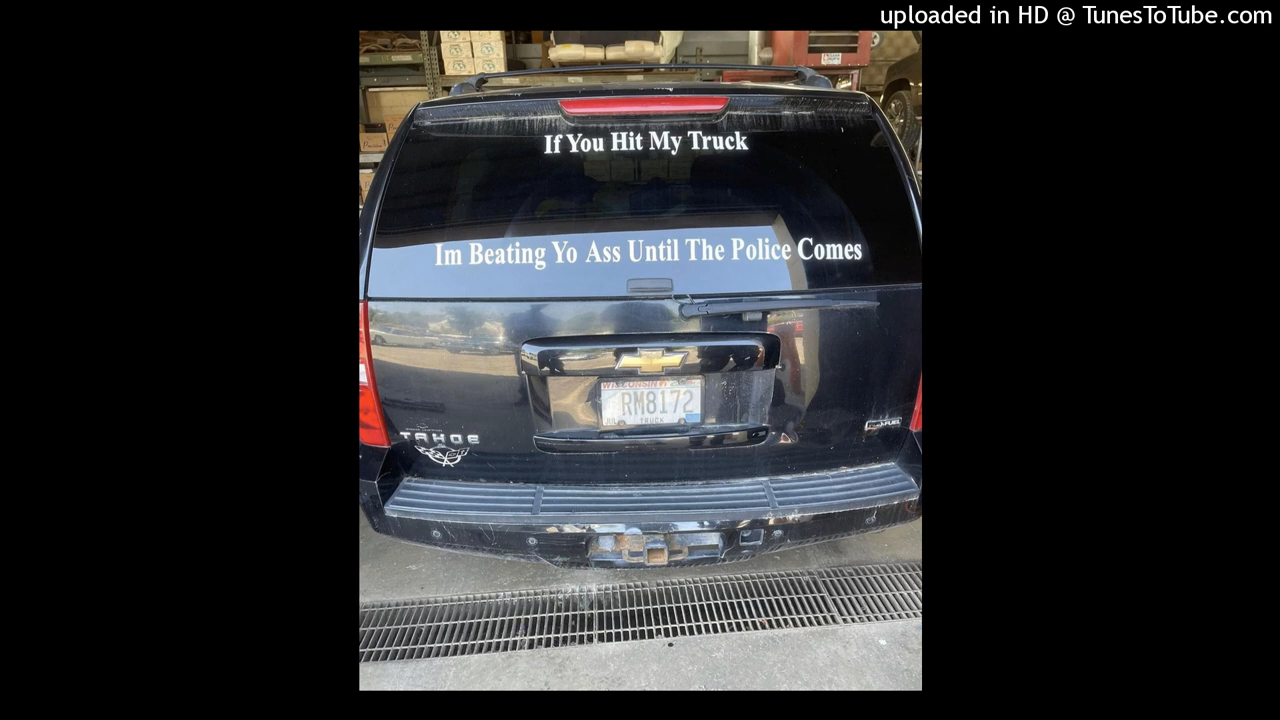 uploaded in HD @ TunesToTube.com
If You Hit My Truck
Im Beating Yo Ass Until The Police Comes
WISCONSIN
RM8172
TRUCK
TAHOE